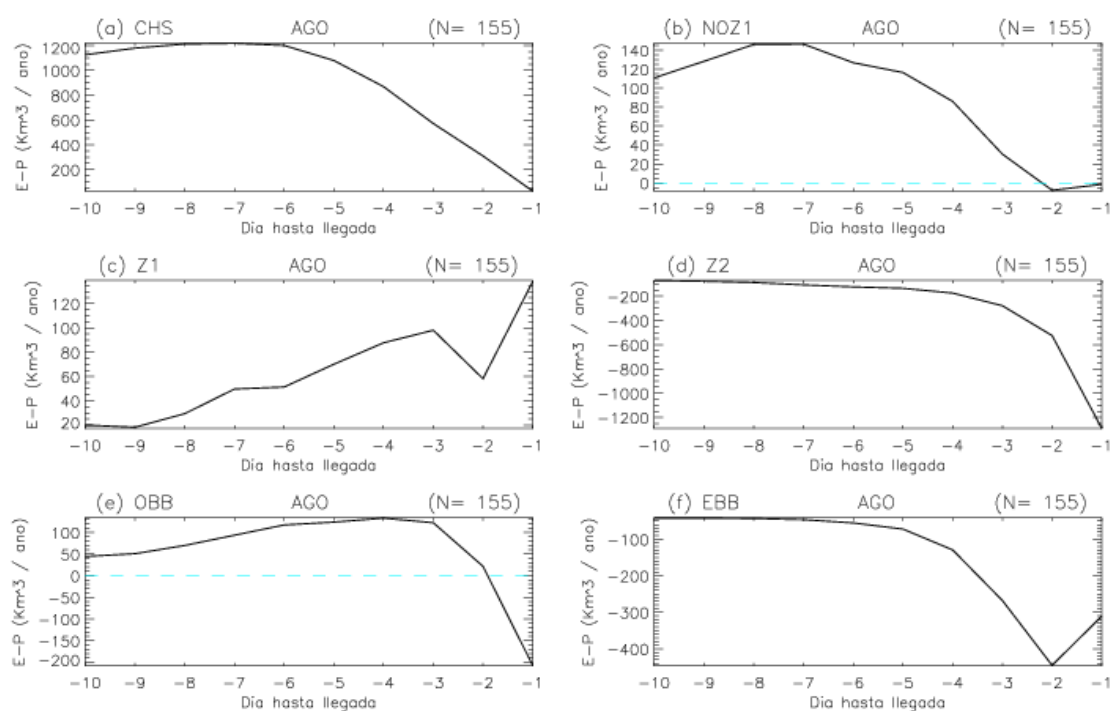 (a) CHS AGO (N= 155)
E-P (Km^3 / ano)
1200
1000
800
600
400
200
-10 -9 -8 -7 -6 -5 -4 -3 -2 -1
Dia hasta llegada
(b) NOZ1 AGO (N= 155)
E-P (Km^3 / ano)
140
120
100
80
60
40
20
0
-10 -9 -8 -7 -6 -5 -4 -3 -2 -1
Dia hasta llegada
(c) Z1 AGO (N= 155)
E-P (Km^3 / ano)
120
100
80
60
40
20
-10 -9 -8 -7 -6 -5 -4 -3 -2 -1
Dia hasta llegada
(d) Z2 AGO (N= 155)
E-P (Km^3 / ano)
-200
-400
-600
-800
-1000
-1200
-10 -9 -8 -7 -6 -5 -4 -3 -2 -1
Dia hasta llegada
(e) OBB AGO (N= 155)
E-P (Km^3 / ano)
100
50
0
-50
-100
-150
-200
-10 -9 -8 -7 -6 -5 -4 -3 -2 -1
Dia hasta llegada
(f) EBB AGO (N= 155)
E-P (Km^3 / ano)
-100
-200
-300
-400
-10 -9 -8 -7 -6 -5 -4 -3 -2 -1
Dia hasta llegada